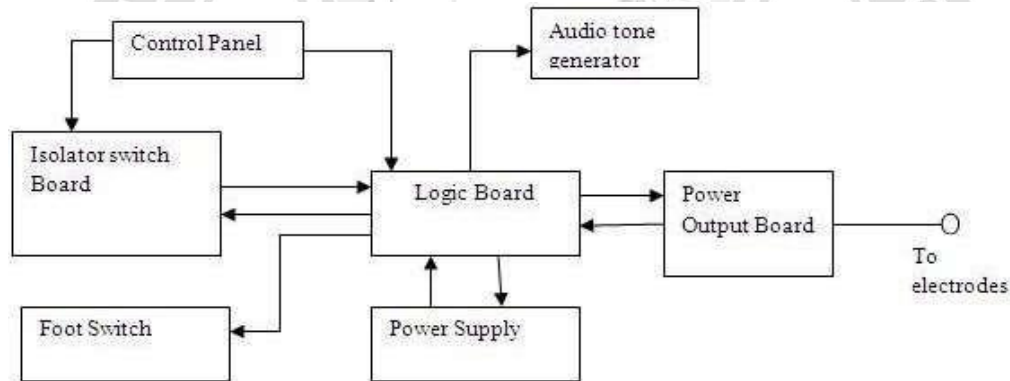 Control Panel
Audio tone
generator
Isolator switch
Board
Logic Board
Power
Output Board
To
electrodes
Foot Switch
Power Supply